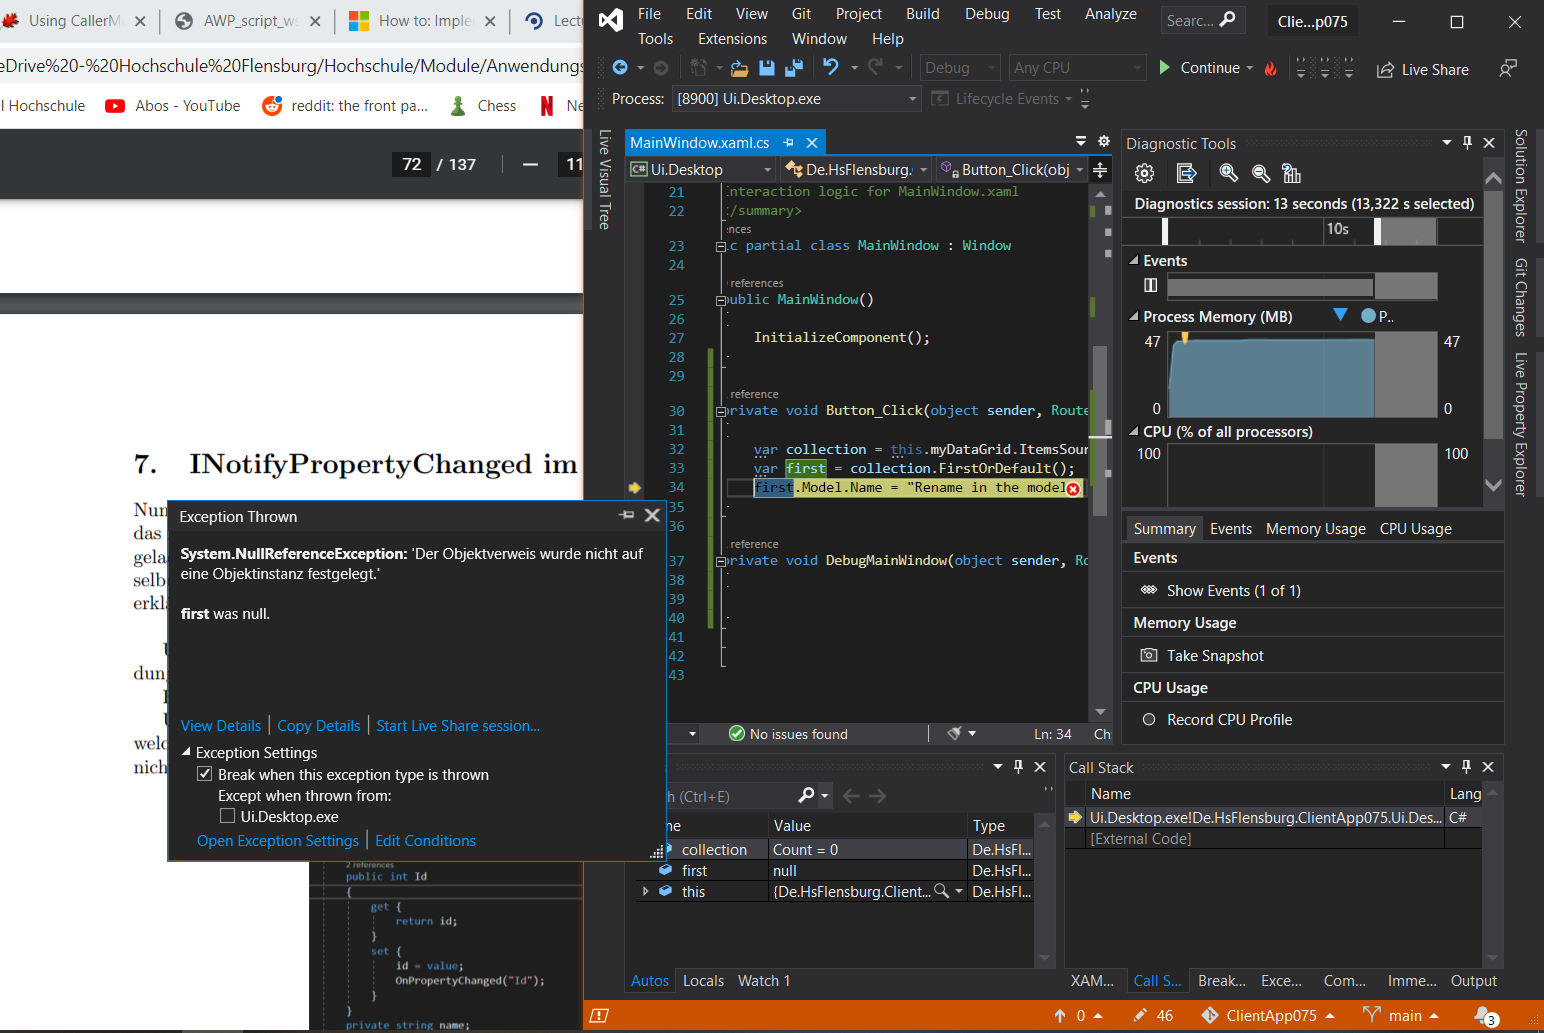 Using CallerMe
AWP_script_ws
How to: Imple
Lectu
eDrive%20-%20Hochschule%20Flensburg/Hochschule/Module/Anwendungs
l Hochschule
Abos - YouTube
reddit: the front pa...
Chess
Ne
72 / 137
11
7. INotifyPropertyChanged im
Nun
das
gela
selb
erkl
dung
welc
nich
2 references
public int Id
{
get {
return id;
}
set {
id = value;
OnPropertyChanged("Id");
}
}
private string name;
Exception Thrown
System.NullReferenceException: 'Der Objektverweis wurde nicht auf
eine Objektinstanz festgelegt.'
first was null.
View Details | Copy Details | Start Live Share session...
Exception Settings
Break when this exception type is thrown
Except when thrown from:
Ui.Desktop.exe
Open Exception Settings | Edit Conditions
File Edit View Git Project Build Debug Test Analyze
Tools Extensions Window Help
Searc...
Clie...p075
Debug
Any CPU
Continue
Live Share
Process: [8900] Ui.Desktop.exe
Lifecycle Events
Live Visual Tree
MainWindow.xaml.cs
C# Ui.Desktop
De.HsFlensburg.
Button_Click(obj
21 interaction logic for MainWindow.xaml
22 /summary>
ences
23 ic partial class MainWindow : Window
24
references
25 public MainWindow()
26
27 InitializeComponent();
28
29
reference
30 private void Button_Click(object sender, Route
31
32 var collection = this.myDataGrid.ItemsSour
33 var first = collection.FirstOrDefault();
34 first.Model.Name = "Rename in the model
35
36
reference
37 private void DebugMainWindow(object sender, Ro
38
39
40
41
42
43
No issues found
Ln: 34
Ch
Diagnostic Tools
Diagnostics session: 13 seconds (13,322 s selected)
10s
Events
Process Memory (MB)
P..
47
47
0
0
CPU (% of all processors)
100
100
Summary Events Memory Usage CPU Usage
Events
Show Events (1 of 1)
Memory Usage
Take Snapshot
CPU Usage
Record CPU Profile
Solution Explorer
Git Changes
Live Property Explorer
h (Ctrl+E)
me Value Type
collection Count = 0 De.HsFl...
first null De.HsFl...
this {De.HsFlensburg.Client... De.HsFl...
Autos Locals Watch 1
Call Stack
Name Lang
Ui.Desktop.exe!De.HsFlensburg.ClientApp075.Ui.Des... C#
[External Code]
XAM... Call S... Break... Exce... Com... Imme... Output
0
46
ClientApp075
main
3